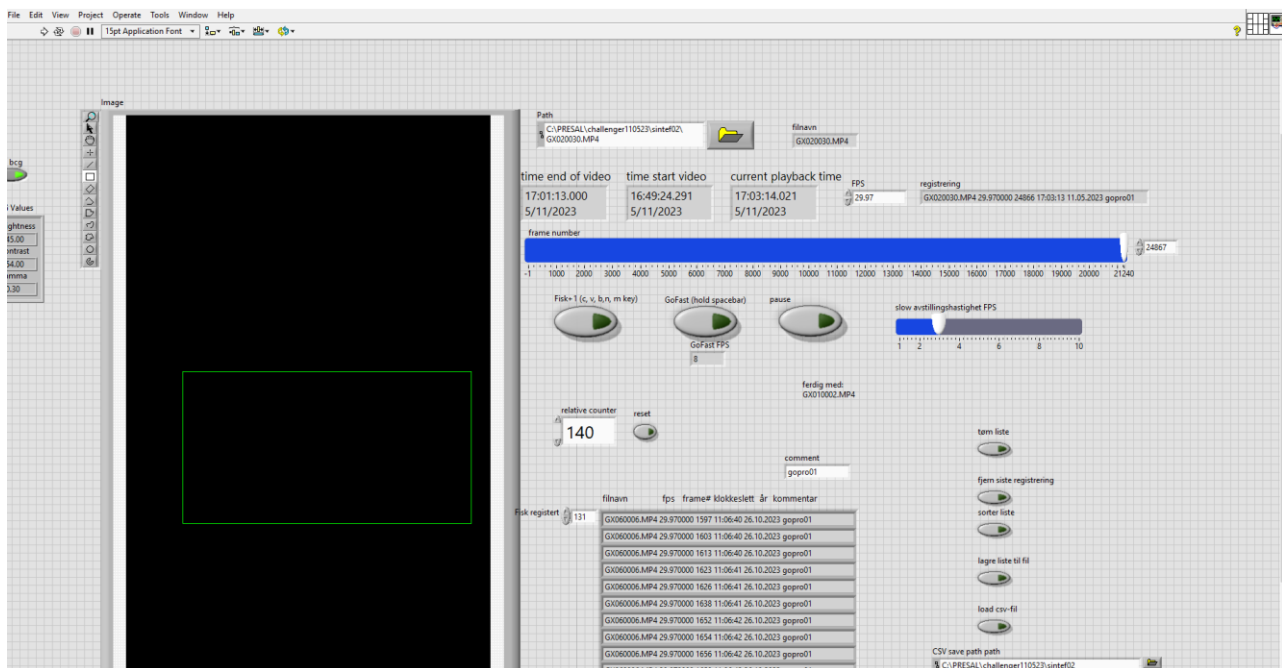 File Edit View Project Operate Tools Window Help
15pt Application Font
Image
Path
C:\PRESAL\challenger110523\sintef02\
GX020030.MP4
filnavn
GX020030.MP4
bcg
time end of video time start video current playback time
17:01:13.000
5/11/2023
16:49:24.291
5/11/2023
17:03:14.021
5/11/2023
FPS
29.97
registrering
GX020030.MP4 29.970000 24866 17:03:13 11.05.2023 gopro01
Values
ghtness
45.00
ontrast
54.00
mma
0.30
frame number
24867
-1 1000 2000 3000 4000 5000 6000 7000 8000 9000 10000 11000 12000 13000 14000 15000 16000 17000 18000 19000 20000 21240
Fisk+1 (c, v, b,n, m key)
GoFast (hold spacebar)
pause
GoFast FPS
8
slow avstillingshastighet FPS
1 2 4 6 8 10
ferdig med:
GX010002.MP4
relative counter
140
reset
comment
gopro01
tøm liste
fjern siste registrering
sorter liste
lagre liste til fil
load csv-fil
CSV save path path
C:\PRESAL\challenger110523\sintef02
filnavn fps frame# klokkeslett år kommentar
Fisk registert
131
GX060006.MP4 29.970000 1597 11:06:40 26.10.2023 gopro01
GX060006.MP4 29.970000 1603 11:06:40 26.10.2023 gopro01
GX060006.MP4 29.970000 1613 11:06:40 26.10.2023 gopro01
GX060006.MP4 29.970000 1623 11:06:41 26.10.2023 gopro01
GX060006.MP4 29.970000 1626 11:06:41 26.10.2023 gopro01
GX060006.MP4 29.970000 1638 11:06:41 26.10.2023 gopro01
GX060006.MP4 29.970000 1652 11:06:42 26.10.2023 gopro01
GX060006.MP4 29.970000 1654 11:06:42 26.10.2023 gopro01
GX060006.MP4 29.970000 1656 11:06:42 26.10.2023 gopro01